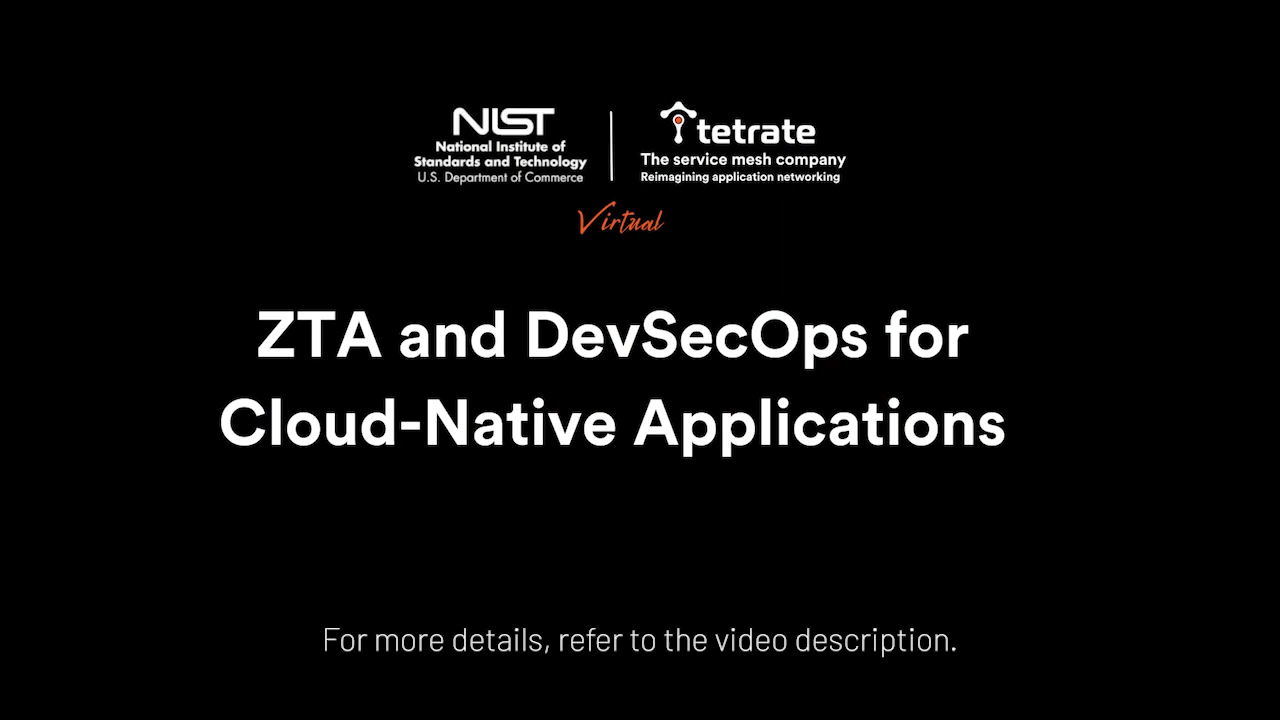 NIST
National Institute of
Standards and Technology
U.S. Department of Commerce
tetrate
The service mesh company
Reimagining application networking
Virtual
ZTA and DevSecOps for
Cloud-Native Applications
For more details, refer to the video description.